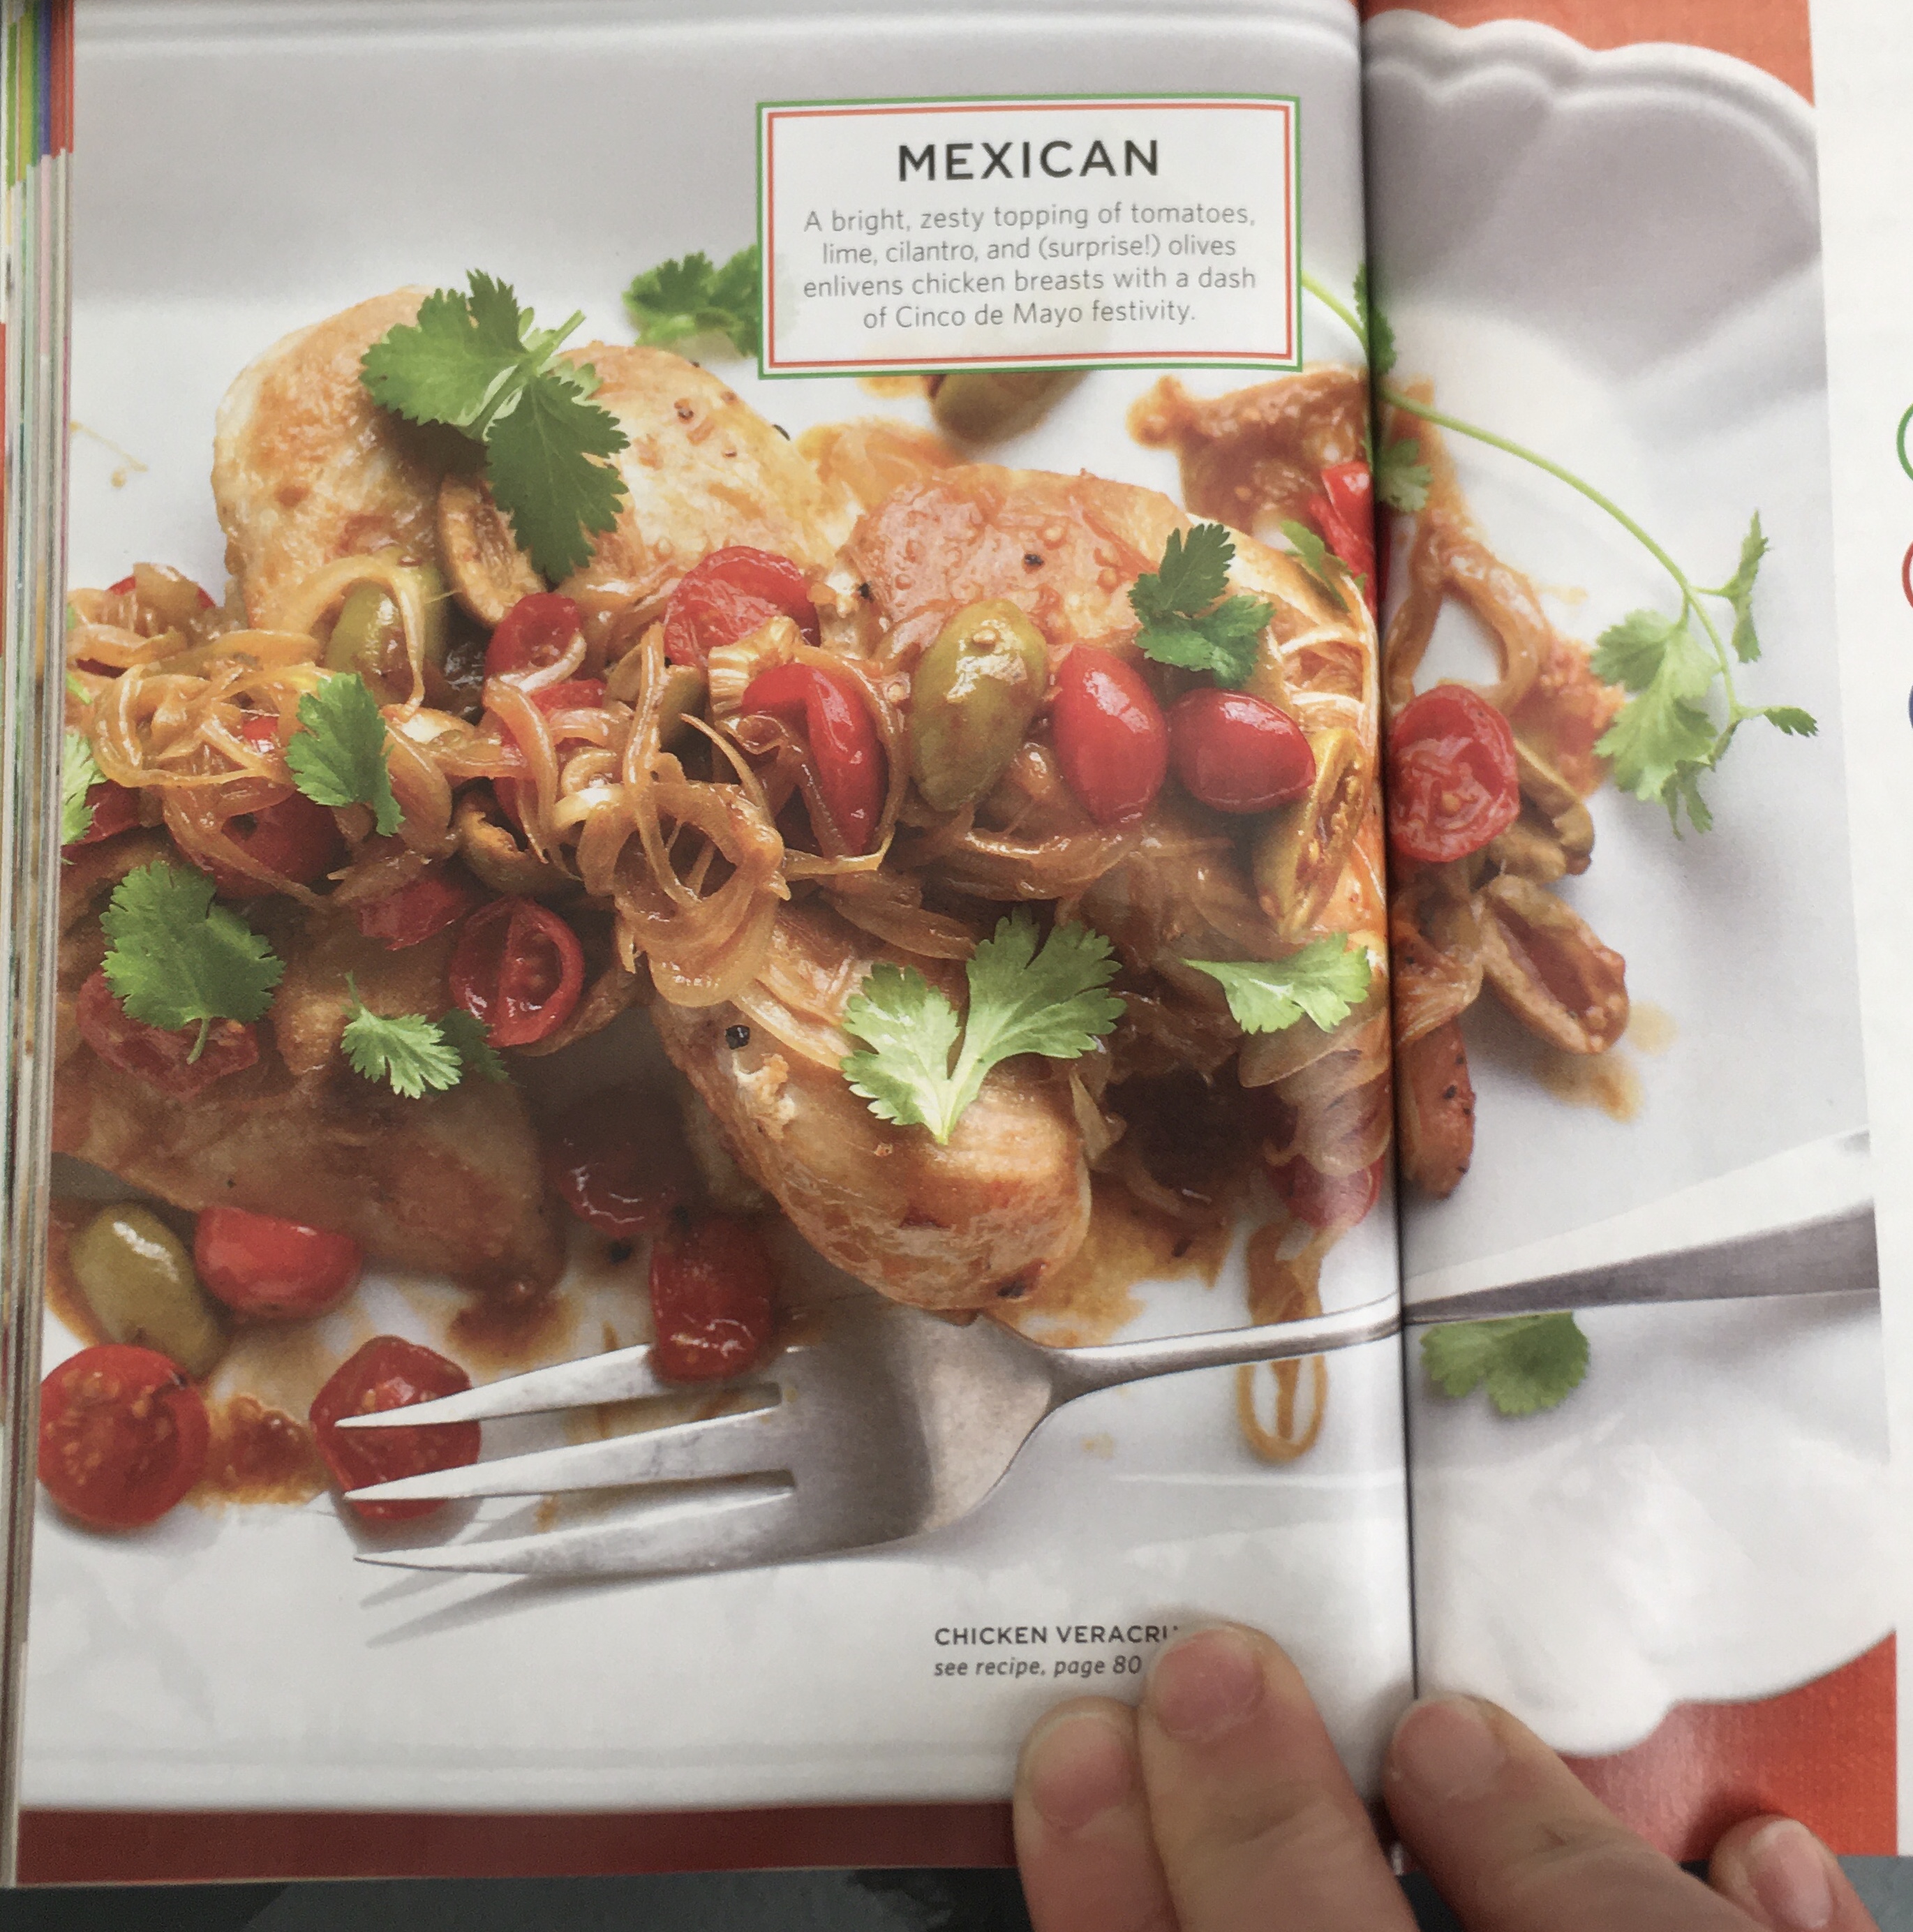 MEXICAN
A bright, zesty topping of tomatoes,
lime, cilantro, and (surprise!) olives
enlivens chicken breasts with a dash
of Cinco de Mayo festivity.
CHICKEN
see recipe, page 80